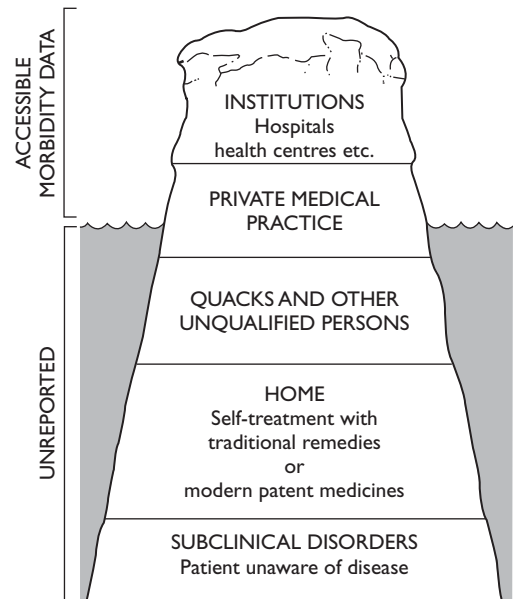 ACCESSIBLE
MORBIDITY DATA
INSTITUTIONS
Hospitals
health centres etc.
PRIVATE MEDICAL
PRACTICE
UNREPORTED
QUACKS AND OTHER
UNQUALIFIED PERSONS
HOME
Self-treatment with
traditional remedies
or
modern patent medicines
SUBCLINICAL DISORDERS
Patient unaware of disease